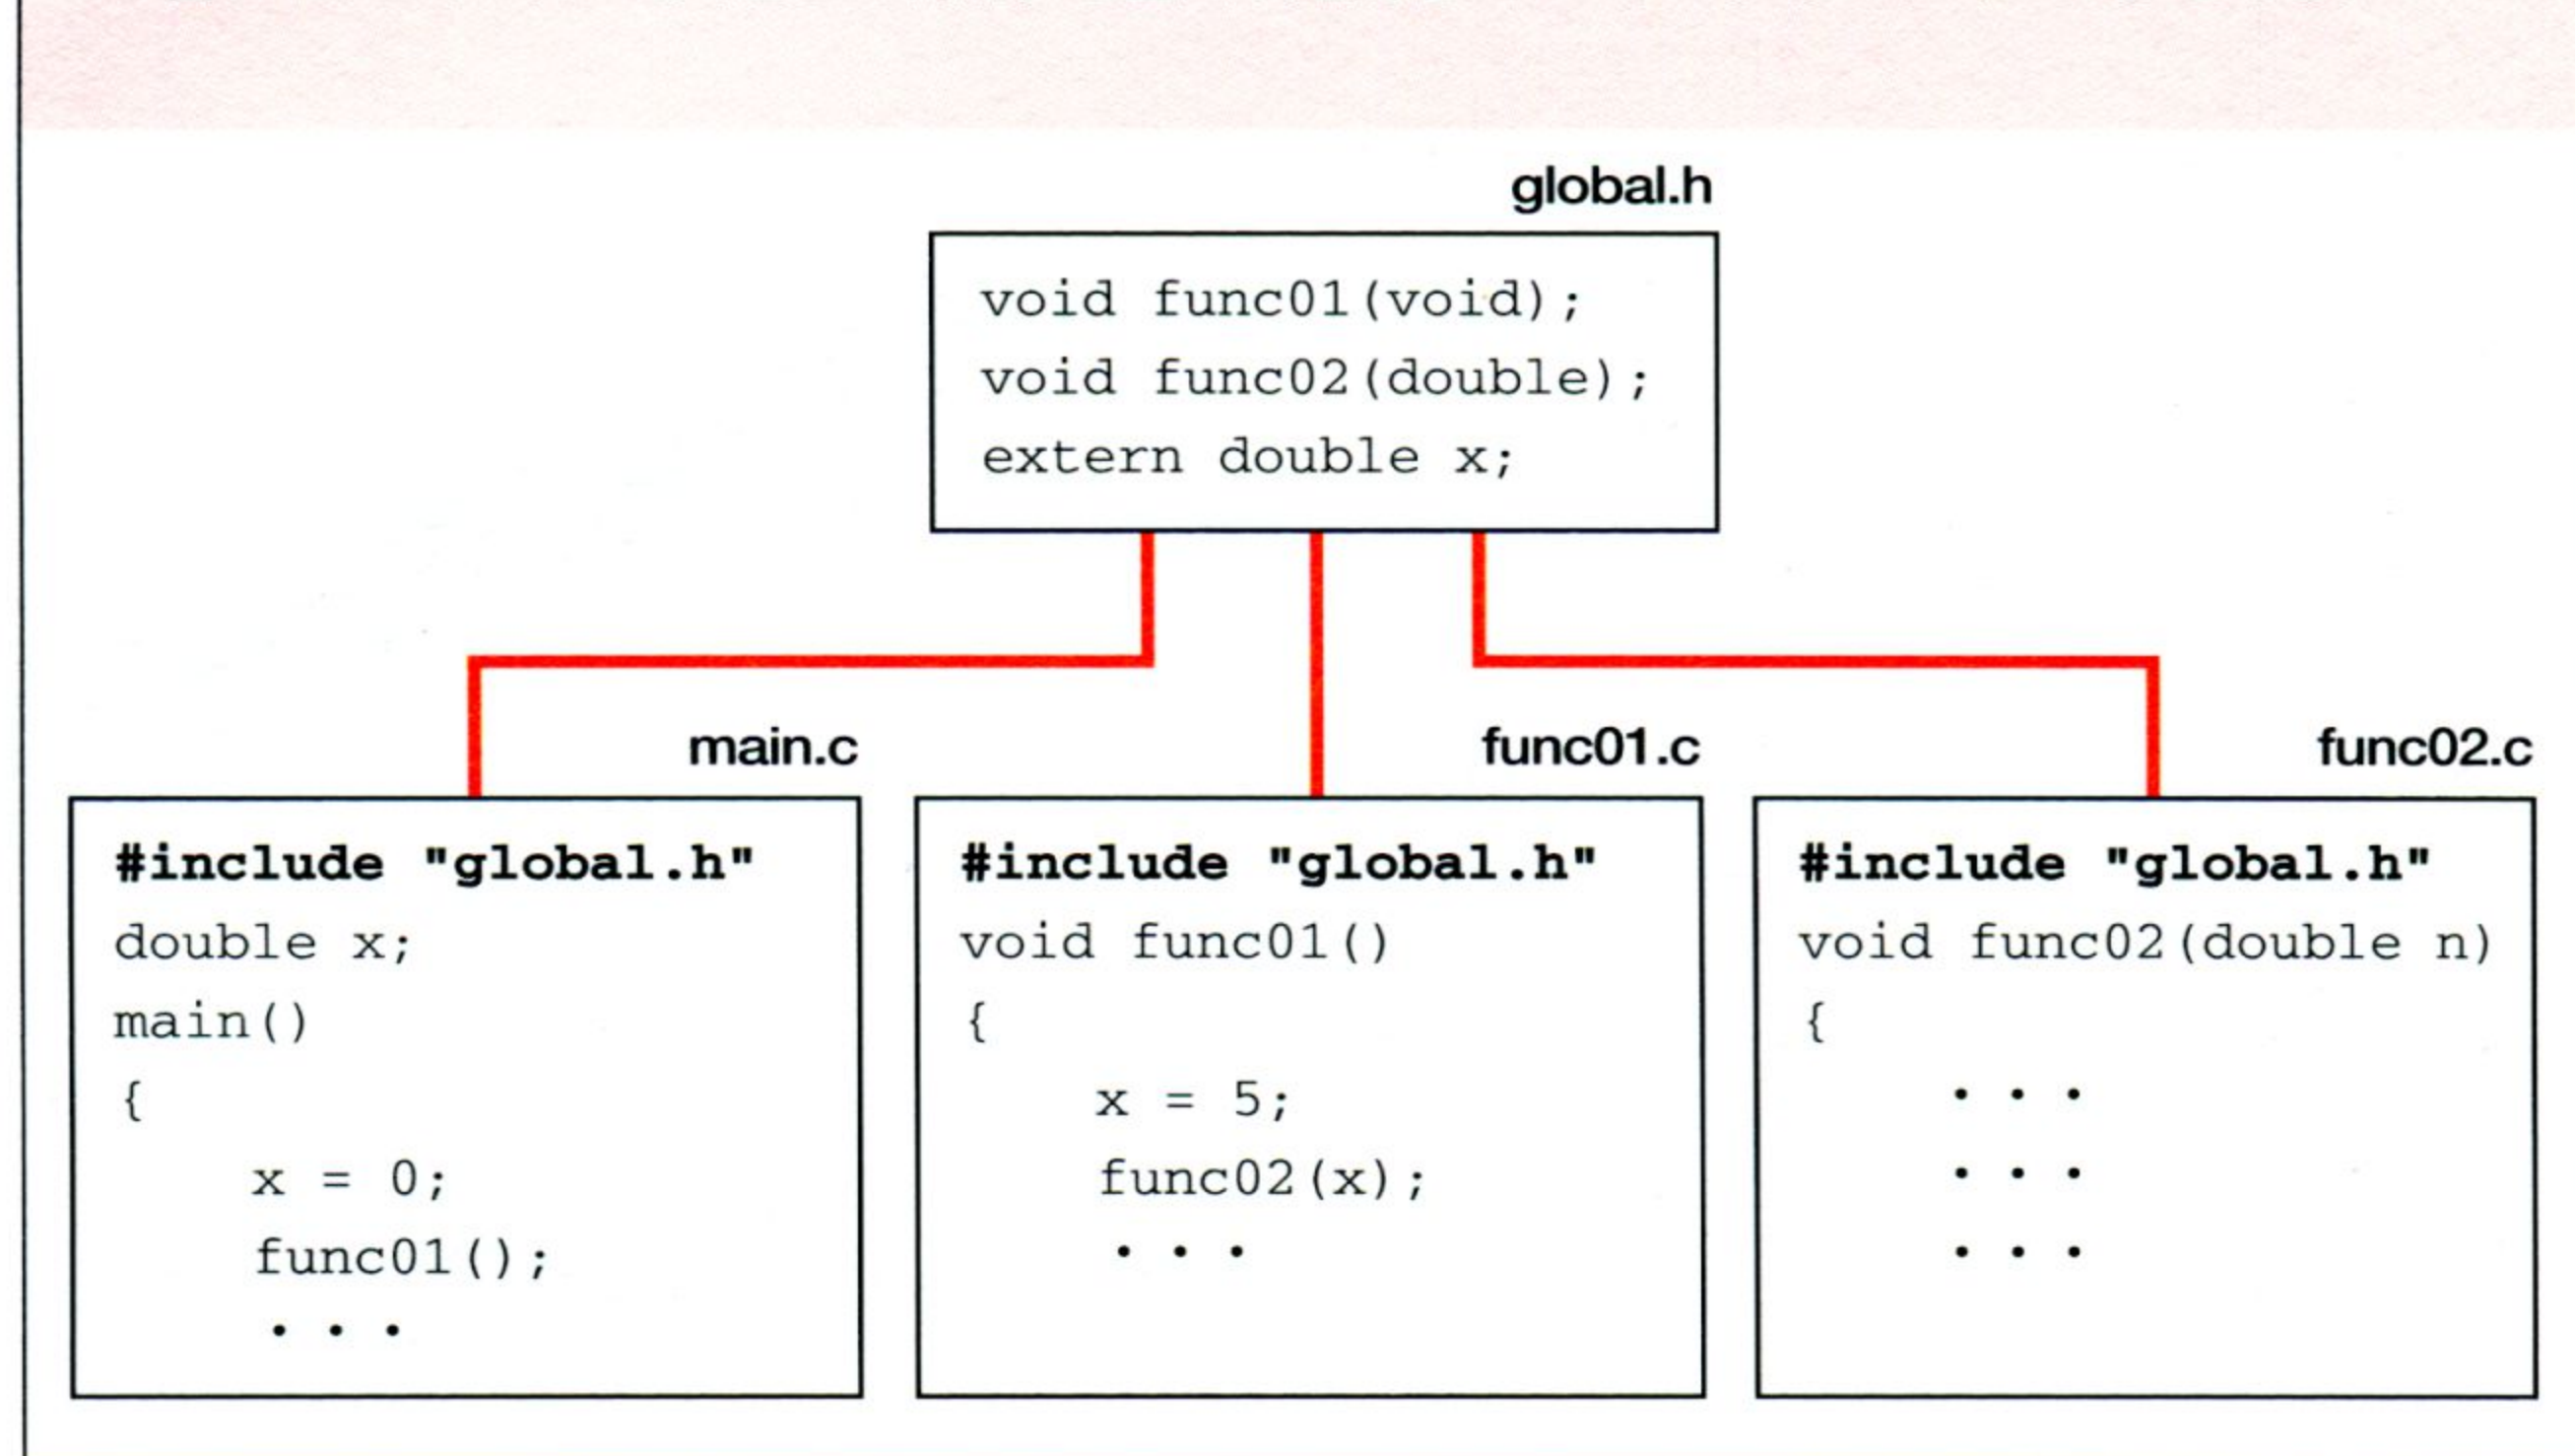 global.h
void func01(void);
void func02(double);
extern double x;
main.c
#include "global.h"
double x;
main()
{
x = 0;
func01();
• • •
func01.c
#include "global.h"
void func01()
{
x = 5;
func02(x);
• • •
func02.c
#include "global.h"
void func02(double n)
{
• • •
• • •
• • •